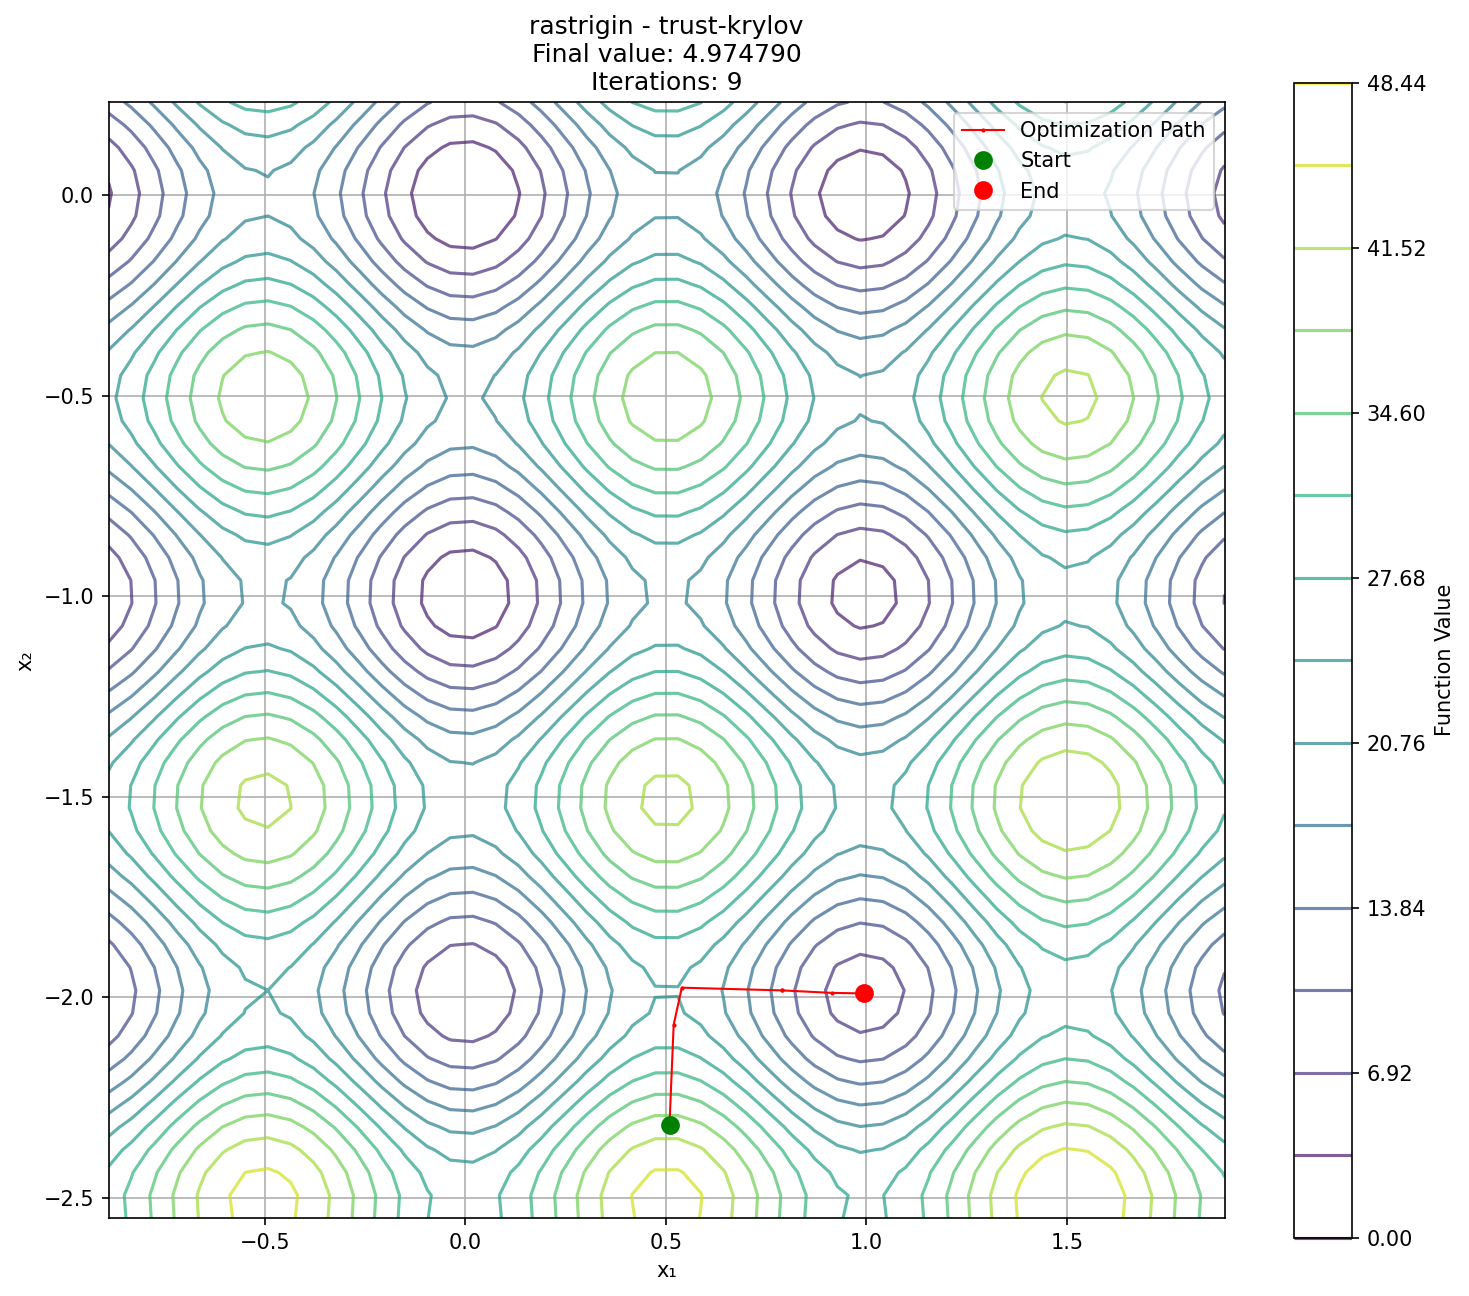 rastrigin - trust-krylov
Final value: 4.974790
Iterations: 9
Optimization Path
Start
End
0.0
−0.5
−1.0
−1.5
−2.0
−2.5
x₂
−0.5
0.0
0.5
1.0
1.5
x₁
48.44
41.52
34.60
27.68
20.76
13.84
6.92
0.00
Function Value